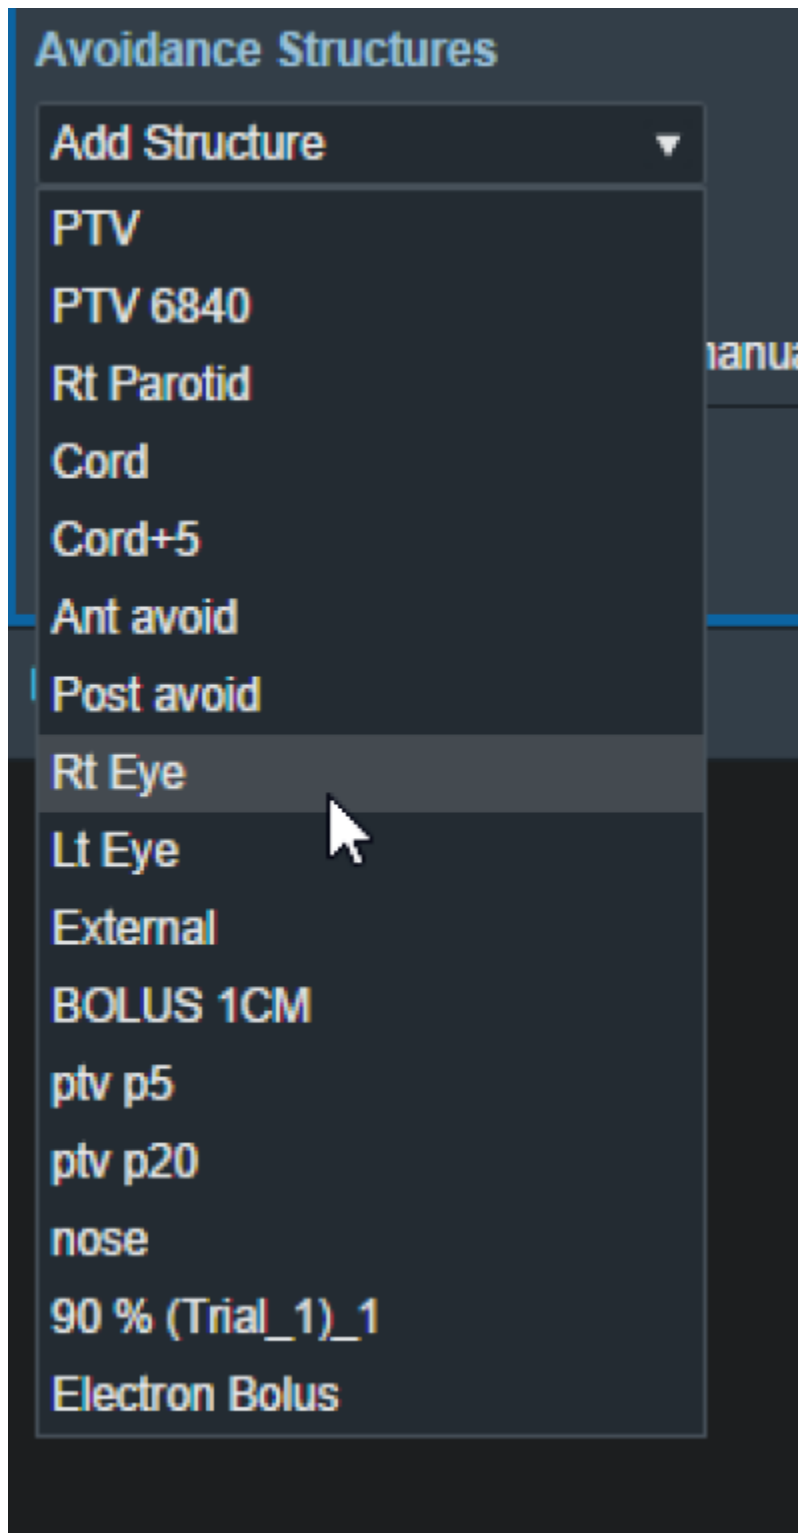 Avoidance Structures
Add Structure
PTV
PTV 6840
Rt Parotid
Cord
Cord+5
Ant avoid
Post avoid
Rt Eye
Lt Eye
External
BOLUS 1CM
ptv p5
ptv p20
nose
90 % (Trial_1)_1
Electron Bolus